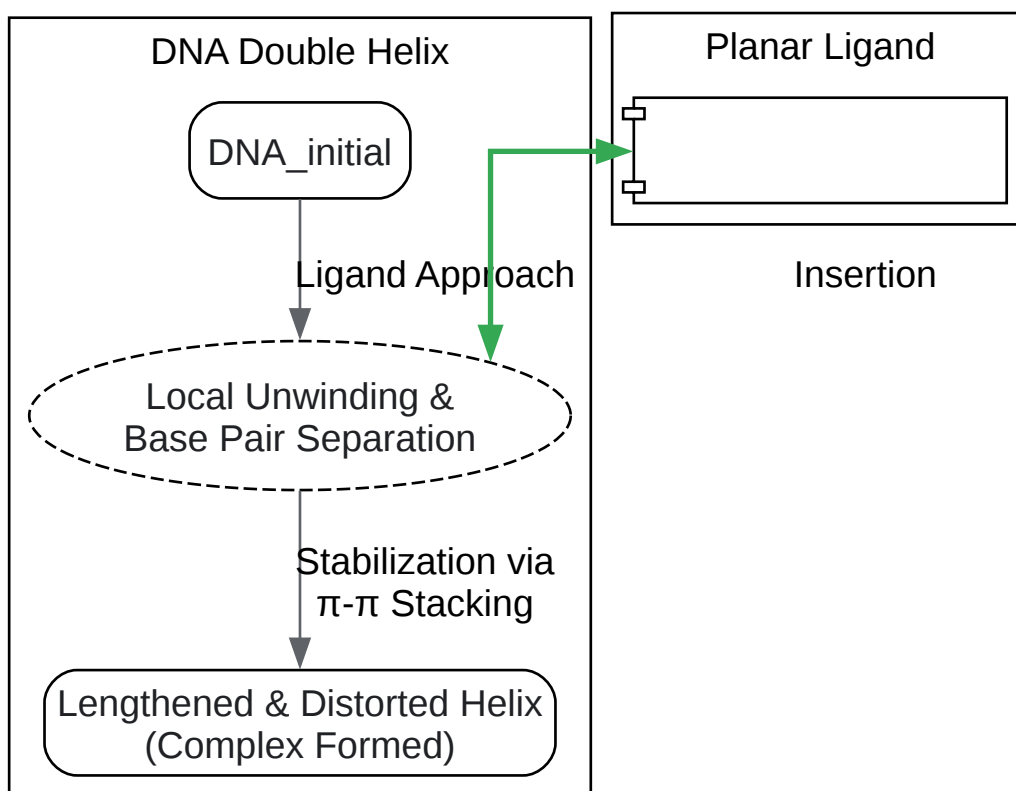 DNA Double Helix
Planar Ligand
DNA_initial
Ligand Approach
Insertion
Local Unwinding &
Base Pair Separation
Stabilization via
π-π Stacking
Lengthened & Distorted Helix
(Complex Formed)